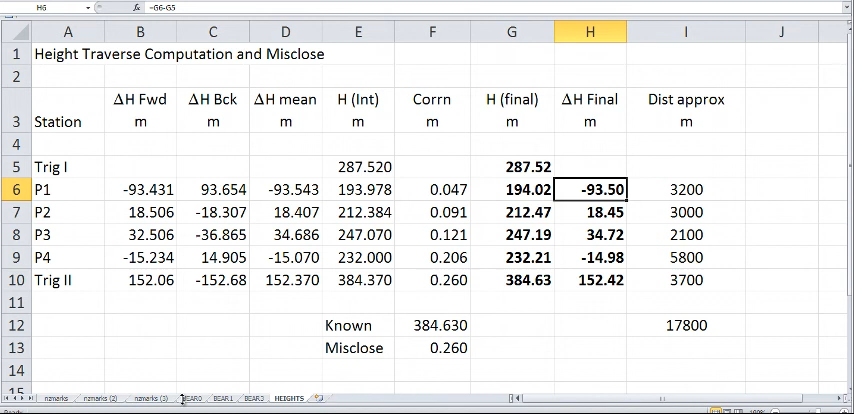 H6 fx =G6-G5
A B C D E F G H I J
1 Height Traverse Computation and Misclose
2
ΔH Fwd ΔH Bck ΔH mean H (Int) Corrn H (final) ΔH Final Dist approx
3 Station m m m m m m m m
4
5 Trig I 287.520 287.52
6 P1 -93.431 93.654 -93.543 193.978 0.047 194.02 -93.50 3200
7 P2 18.506 -18.307 18.407 212.384 0.091 212.47 18.45 3000
8 P3 32.506 -36.865 34.686 247.070 0.121 247.19 34.72 2100
9 P4 -15.234 14.905 -15.070 232.000 0.206 232.21 -14.98 5800
10 Trig II 152.06 -152.68 152.370 384.370 0.260 384.63 152.42 3700
11
12 Known 384.630 17800
13 Misclose 0.260
14
15
nzmarks nzmarks (2) nzmarks (3) BEAR0 BEAR1 BEAR3 HEIGHTS